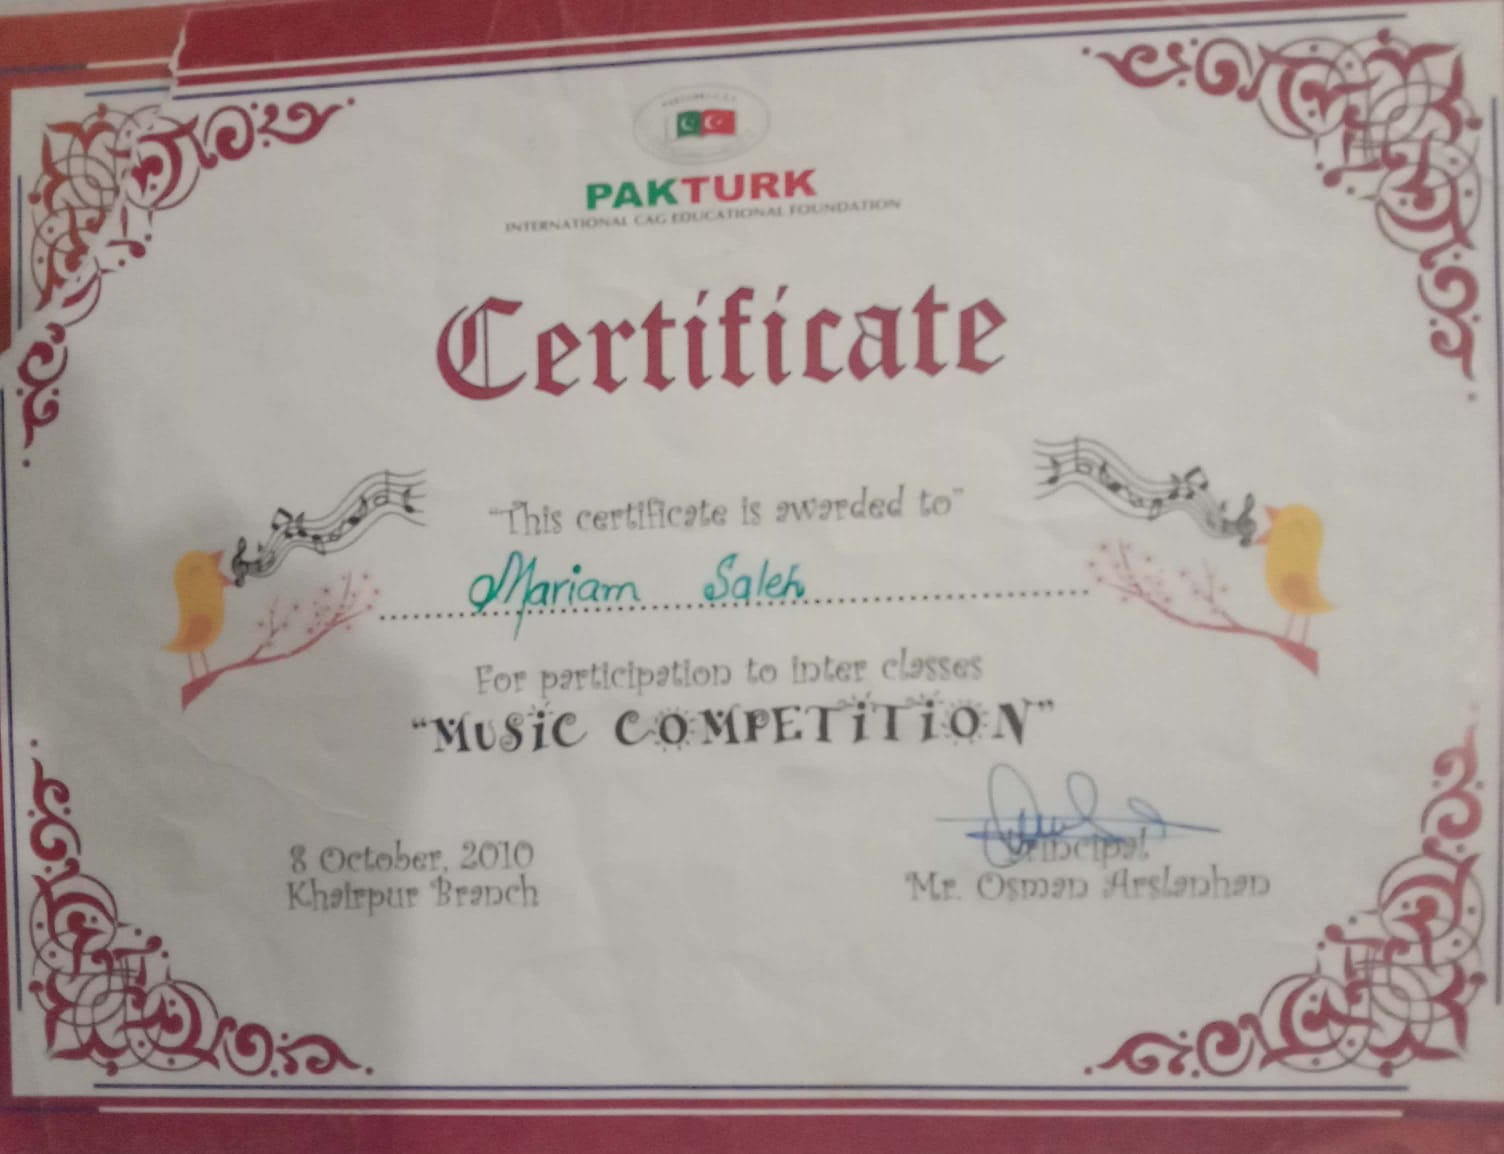 PAKTURK
INTERNATIONAL CAG EDUCATIONAL FOUNDATION
Certificate
"This certificate is awarded to"
Mariam Saleh
For participation to inter classes
"MUSiC COMPETiTiON"
8 October, 2010
Khairpur Branch
Principal
Mr. Osman Arslanhan